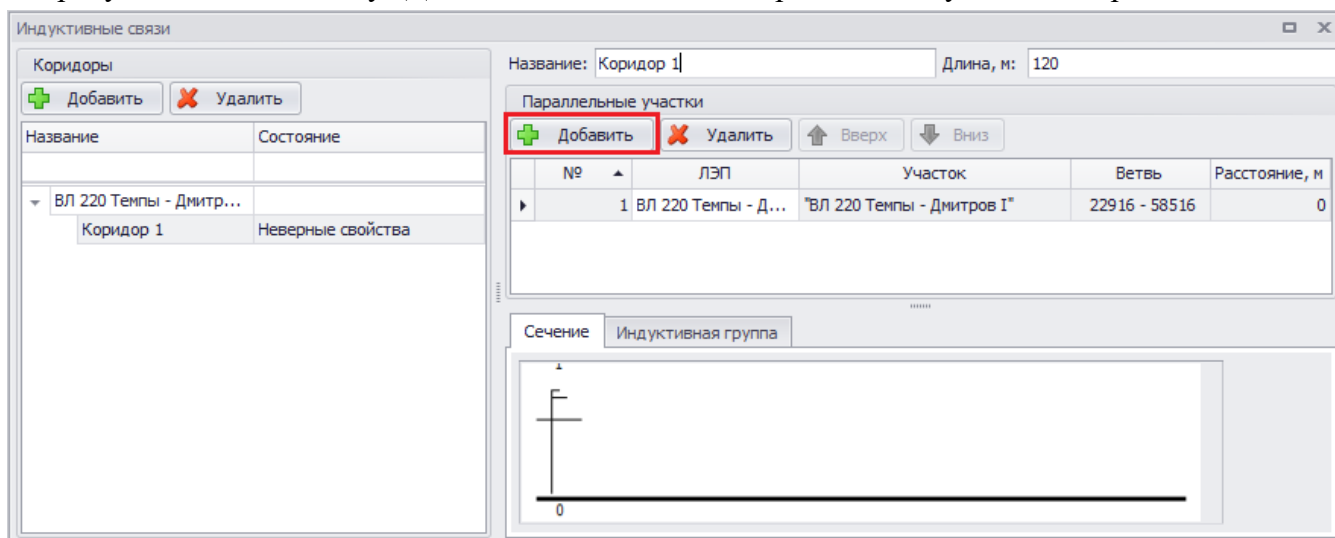 Индуктивные связи
Коридоры
Добавить Удалить
Название Состояние
ВЛ 220 Темпы - Дмитр...
Коридор 1 Неверные свойства
Название: Коридор 1 Длина, м: 120
Параллельные участки
Добавить Удалить Вверх Вниз
№ ЛЭП Участок Ветвь Расстояние, м
1 ВЛ 220 Темпы - Д... "ВЛ 220 Темпы - Дмитров I" 22916 - 58516 0
Сечение Индуктивная группа
1
0